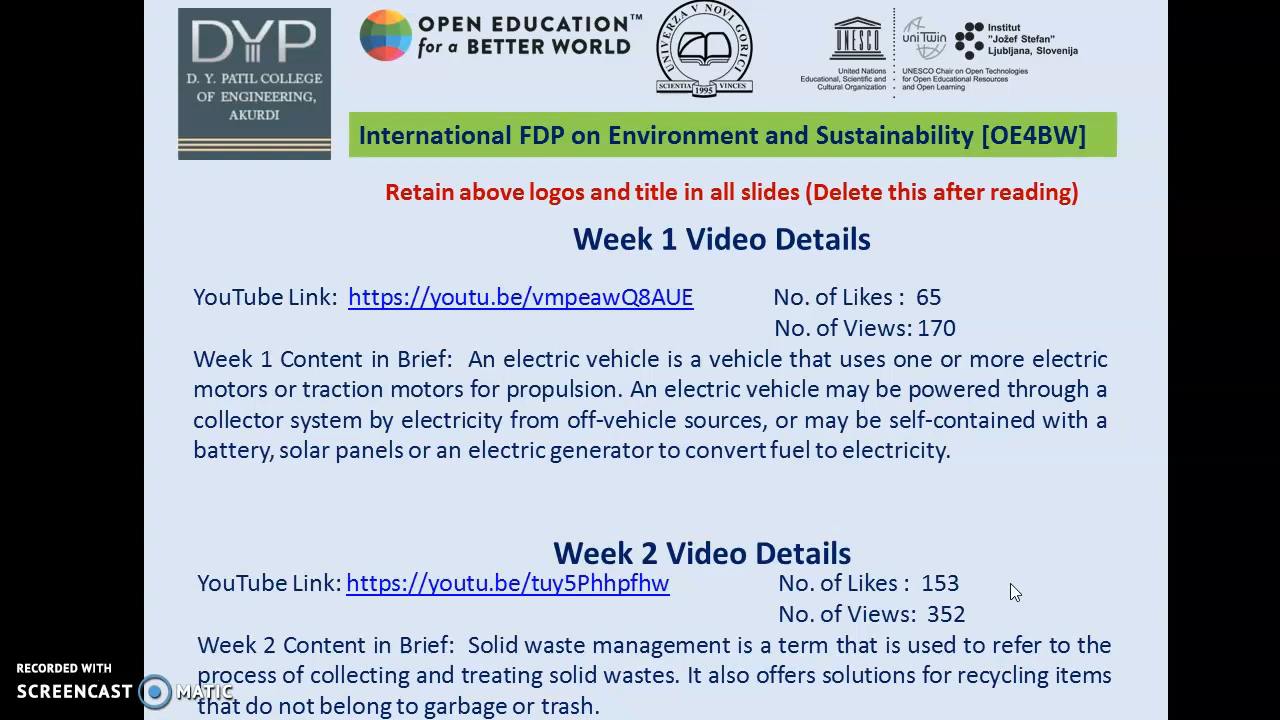 DYP
D. Y. PATIL COLLEGE
OF ENGINEERING,
AKURDI
OPEN EDUCATION™
for a BETTER WORLD
UNIVERZA V NOVI GORICI
SCIENTIA VINCES
1995
UNESCO
United Nations
Educational, Scientific and
Cultural Organization
uniTwin
Institut
"Jožef Stefan"
Ljubljana, Slovenija
UNESCO Chair on Open Technologies
for Open Educational Resources
and Open Learning
International FDP on Environment and Sustainability [OE4BW]
Retain above logos and title in all slides (Delete this after reading)
Week 1 Video Details
YouTube Link: https://youtu.be/vmpeawQ8AUE No. of Likes : 65
No. of Views: 170
Week 1 Content in Brief: An electric vehicle is a vehicle that uses one or more electric
motors or traction motors for propulsion. An electric vehicle may be powered through a
collector system by electricity from off-vehicle sources, or may be self-contained with a
battery, solar panels or an electric generator to convert fuel to electricity.
Week 2 Video Details
YouTube Link: https://youtu.be/tuy5Phhpfhw No. of Likes : 153
No. of Views: 352
Week 2 Content in Brief: Solid waste management is a term that is used to refer to the
process of collecting and treating solid wastes. It also offers solutions for recycling items
that do not belong to garbage or trash.
RECORDED WITH
SCREENCAST MATIC